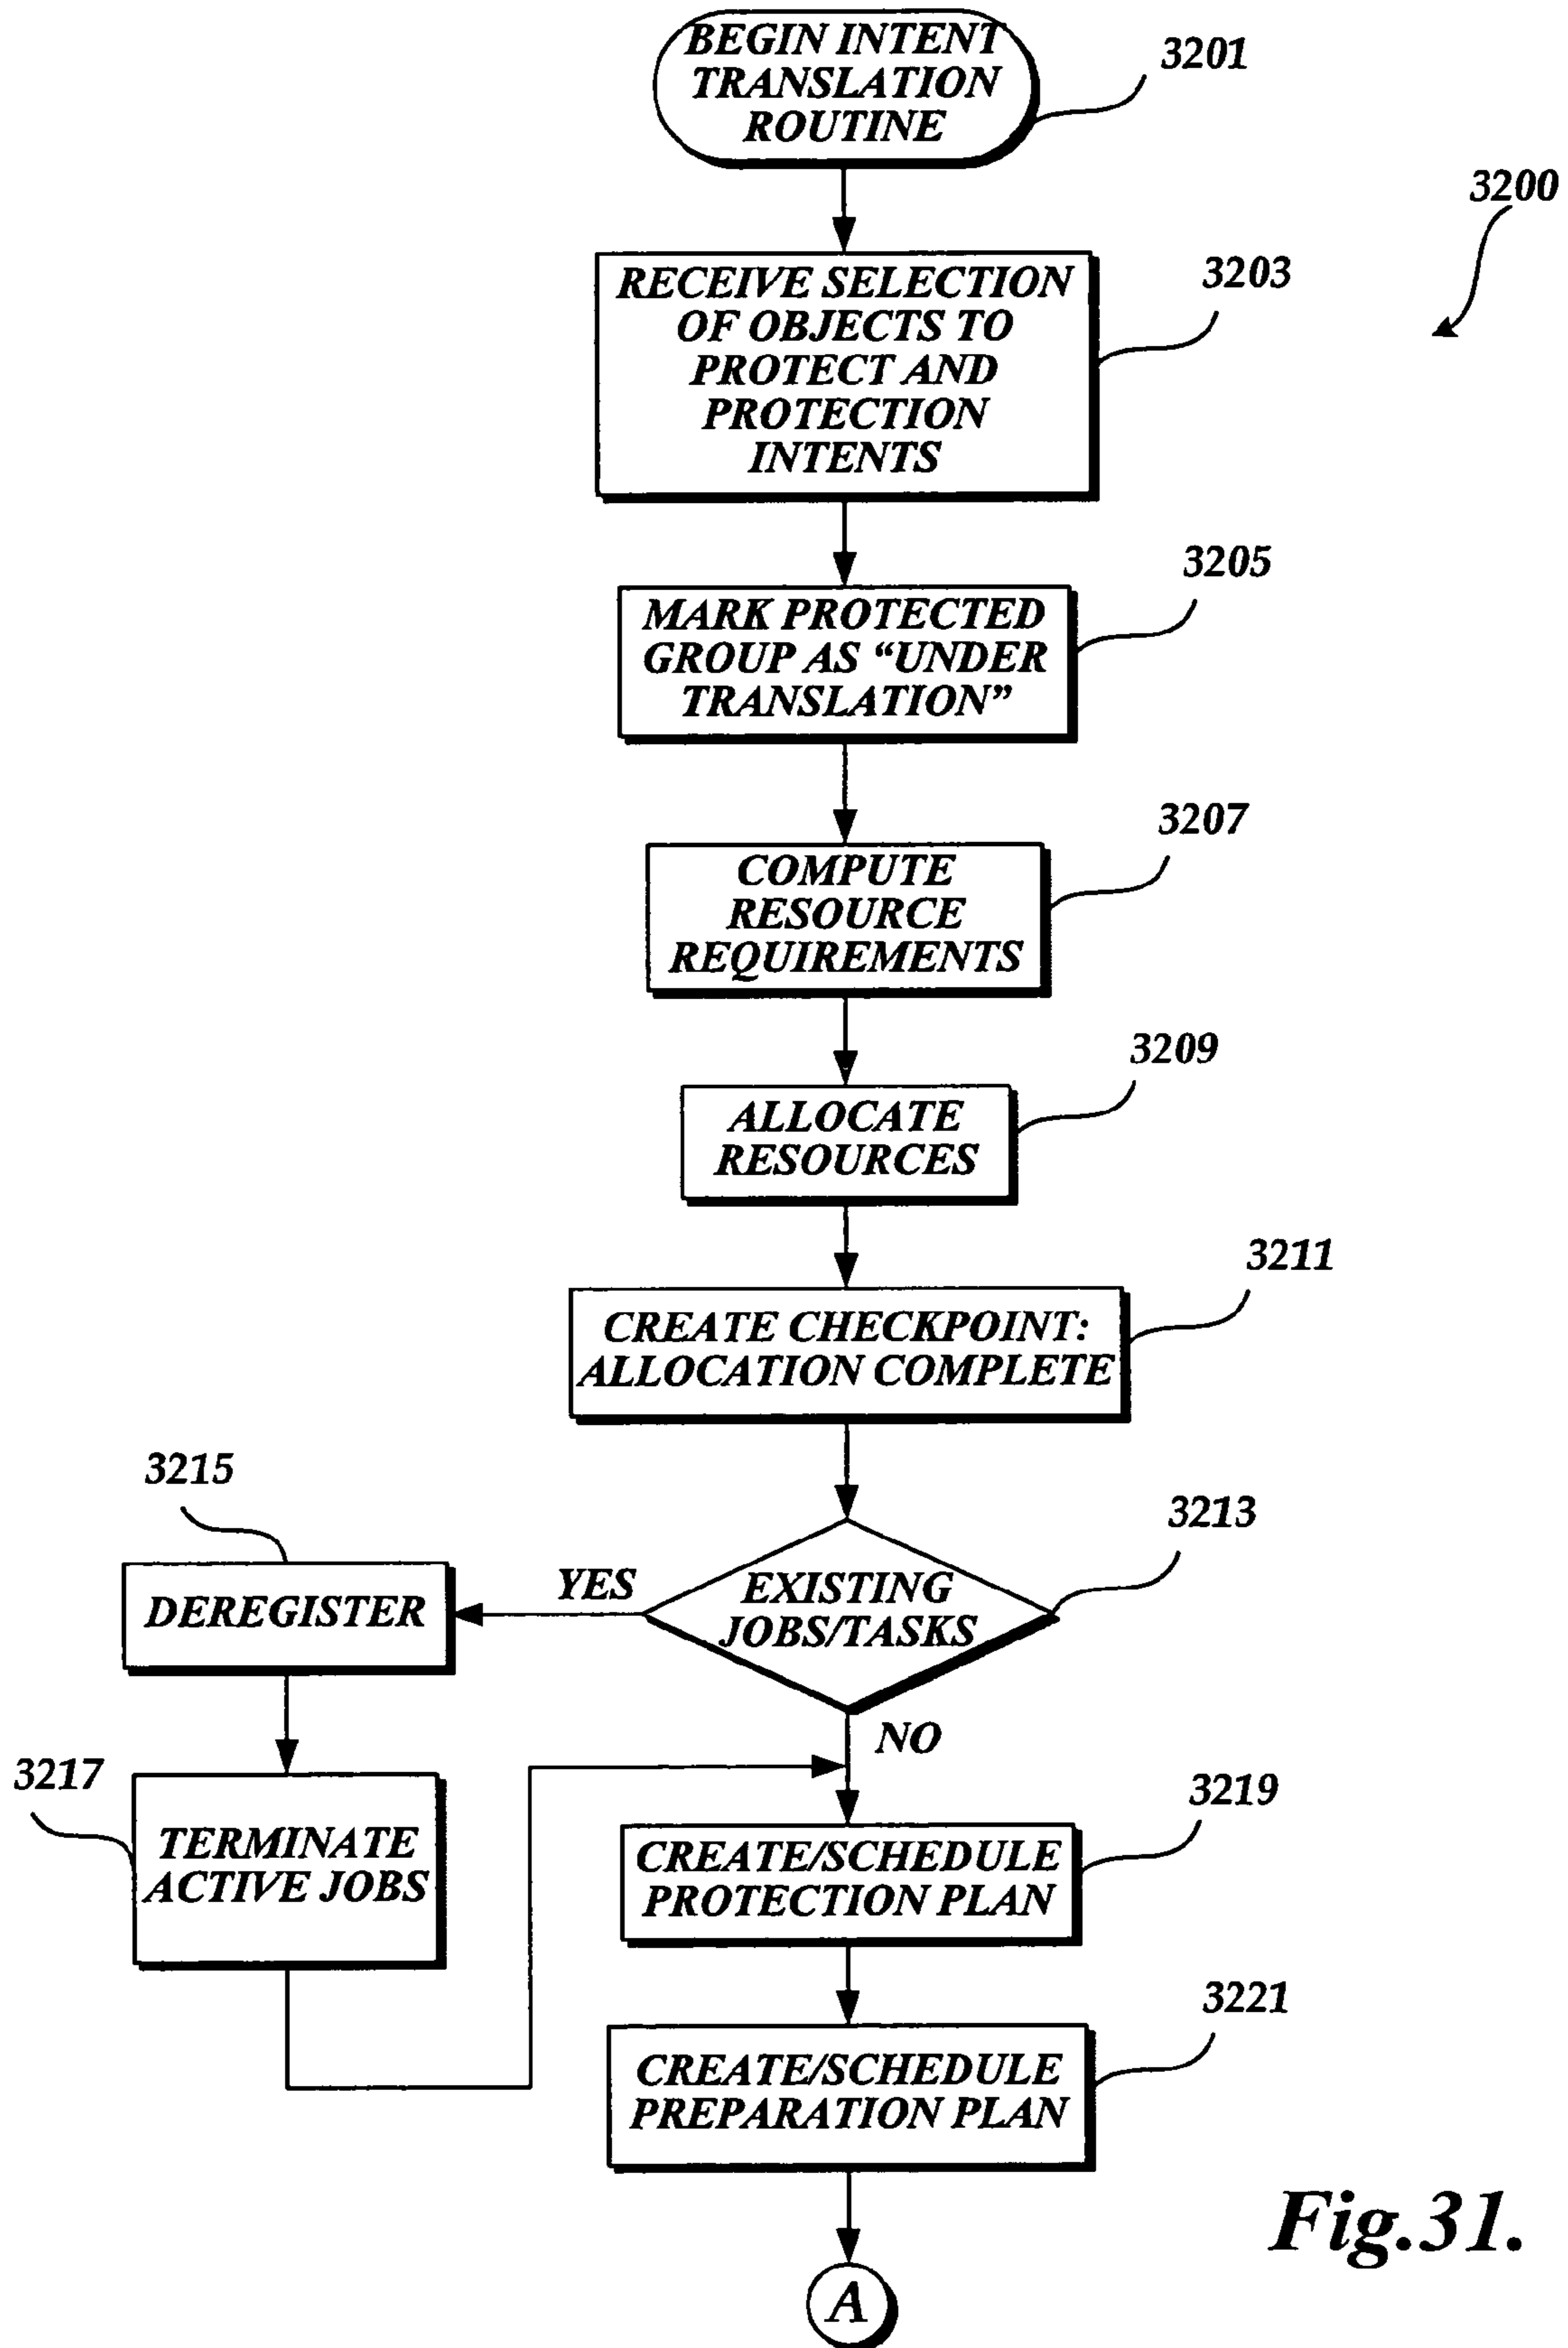 BEGIN INTENT
TRANSLATION
ROUTINE
3201
3200
RECEIVE SELECTION
OF OBJECTS TO
PROTECT AND
PROTECTION
INTENTS
3203
MARK PROTECTED
GROUP AS “UNDER
TRANSLATION”
3205
COMPUTE
RESOURCE
REQUIREMENTS
3207
ALLOCATE
RESOURCES
3209
CREATE CHECKPOINT:
ALLOCATION COMPLETE
3211
EXISTING
JOBS/TASKS
3213
YES
DEREGISTER
3215
TERMINATE
ACTIVE JOBS
3217
NO
CREATE/SCHEDULE
PROTECTION PLAN
3219
CREATE/SCHEDULE
PREPARATION PLAN
3221
A
Fig.31.